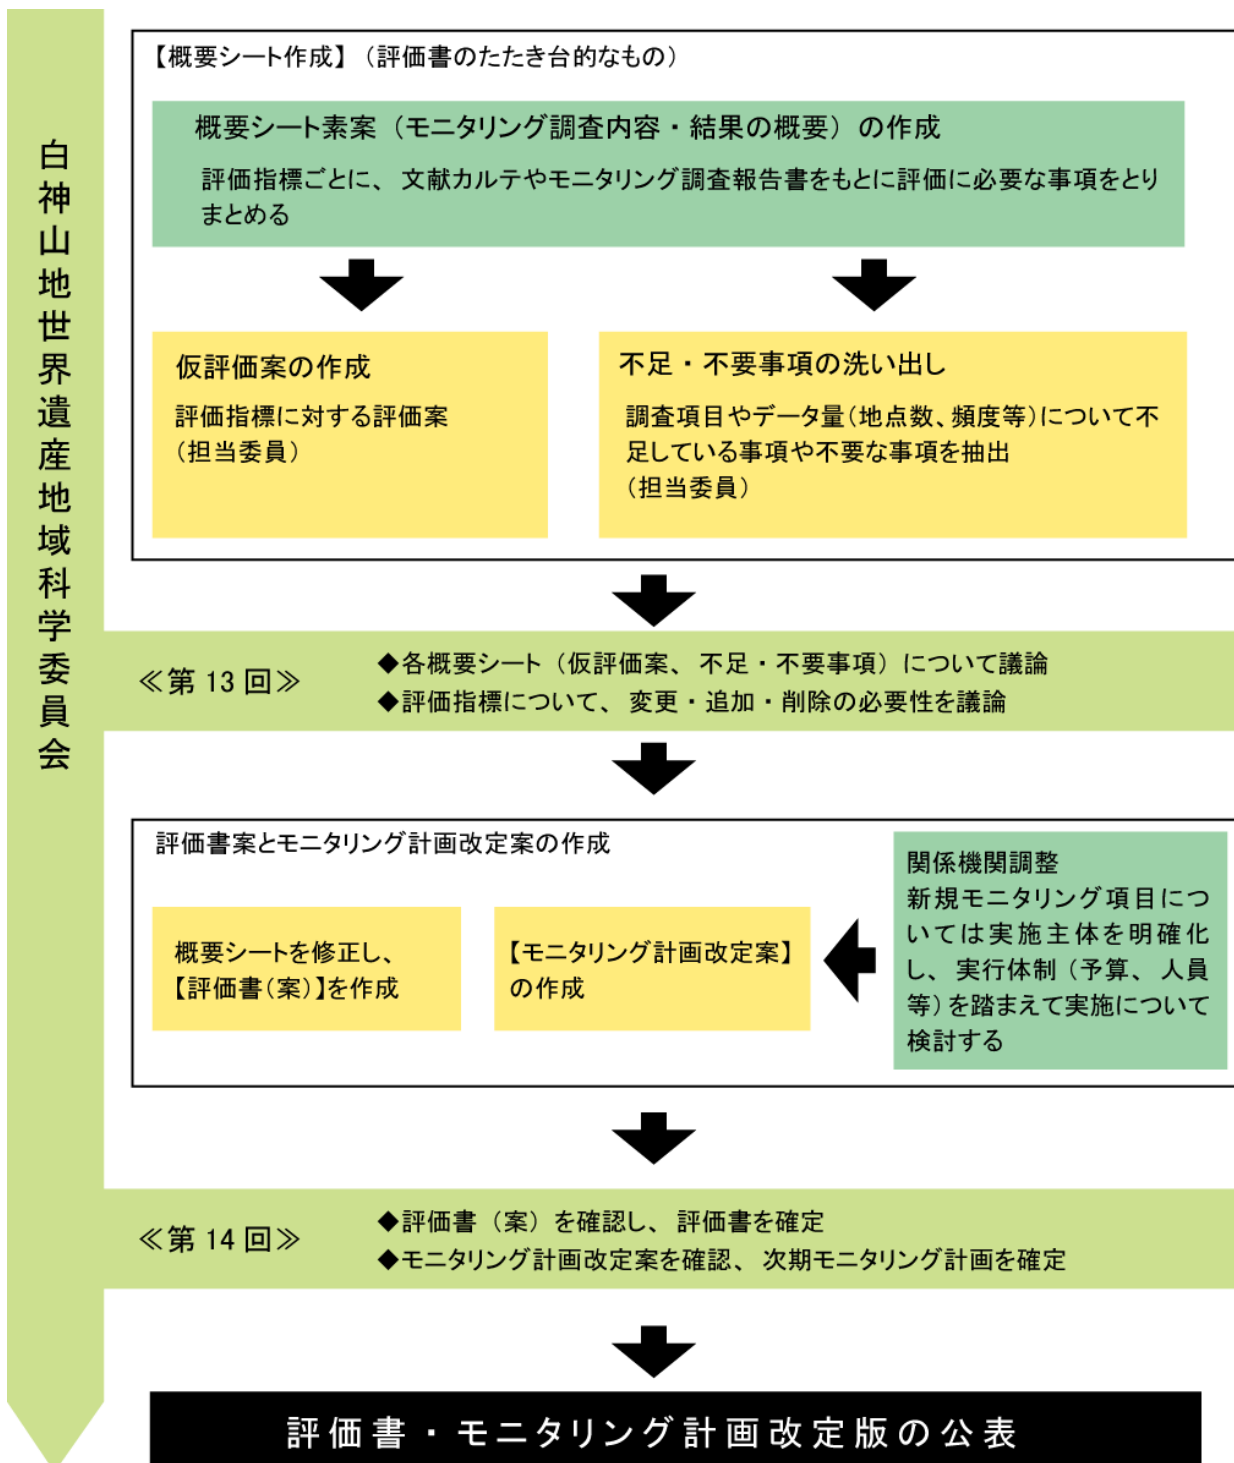 白神山地世界遺産地域科学委員会
【概要シート作成】（評価書のたたき台的なもの）
概要シート素案（モニタリング調査内容・結果の概要）の作成
評価指標ごとに、文献カルテやモニタリング調査報告書をもとに評価に必要な事項をとり
まとめる
仮評価案の作成
評価指標に対する評価案
（担当委員）
不足・不要事項の洗い出し
調査項目やデータ量（地点数、頻度等）について不
足している事項や不要な事項を抽出
（担当委員）
≪第 13 回≫
◆各概要シート（仮評価案、不足・不要事項）について議論
◆評価指標について、変更・追加・削除の必要性を議論
評価書案とモニタリング計画改定案の作成
概要シートを修正し、
【評価書（案）】を作成
【モニタリング計画改定案】
の作成
関係機関調整
新規モニタリング項目につ
いては実施主体を明確化
し、実行体制（予算、人員
等）を踏まえて実施について
検討する
≪第 14 回≫
◆評価書（案）を確認し、評価書を確定
◆モニタリング計画改定案を確認、次期モニタリング計画を確定
評価書・モニタリング計画改定版の公表